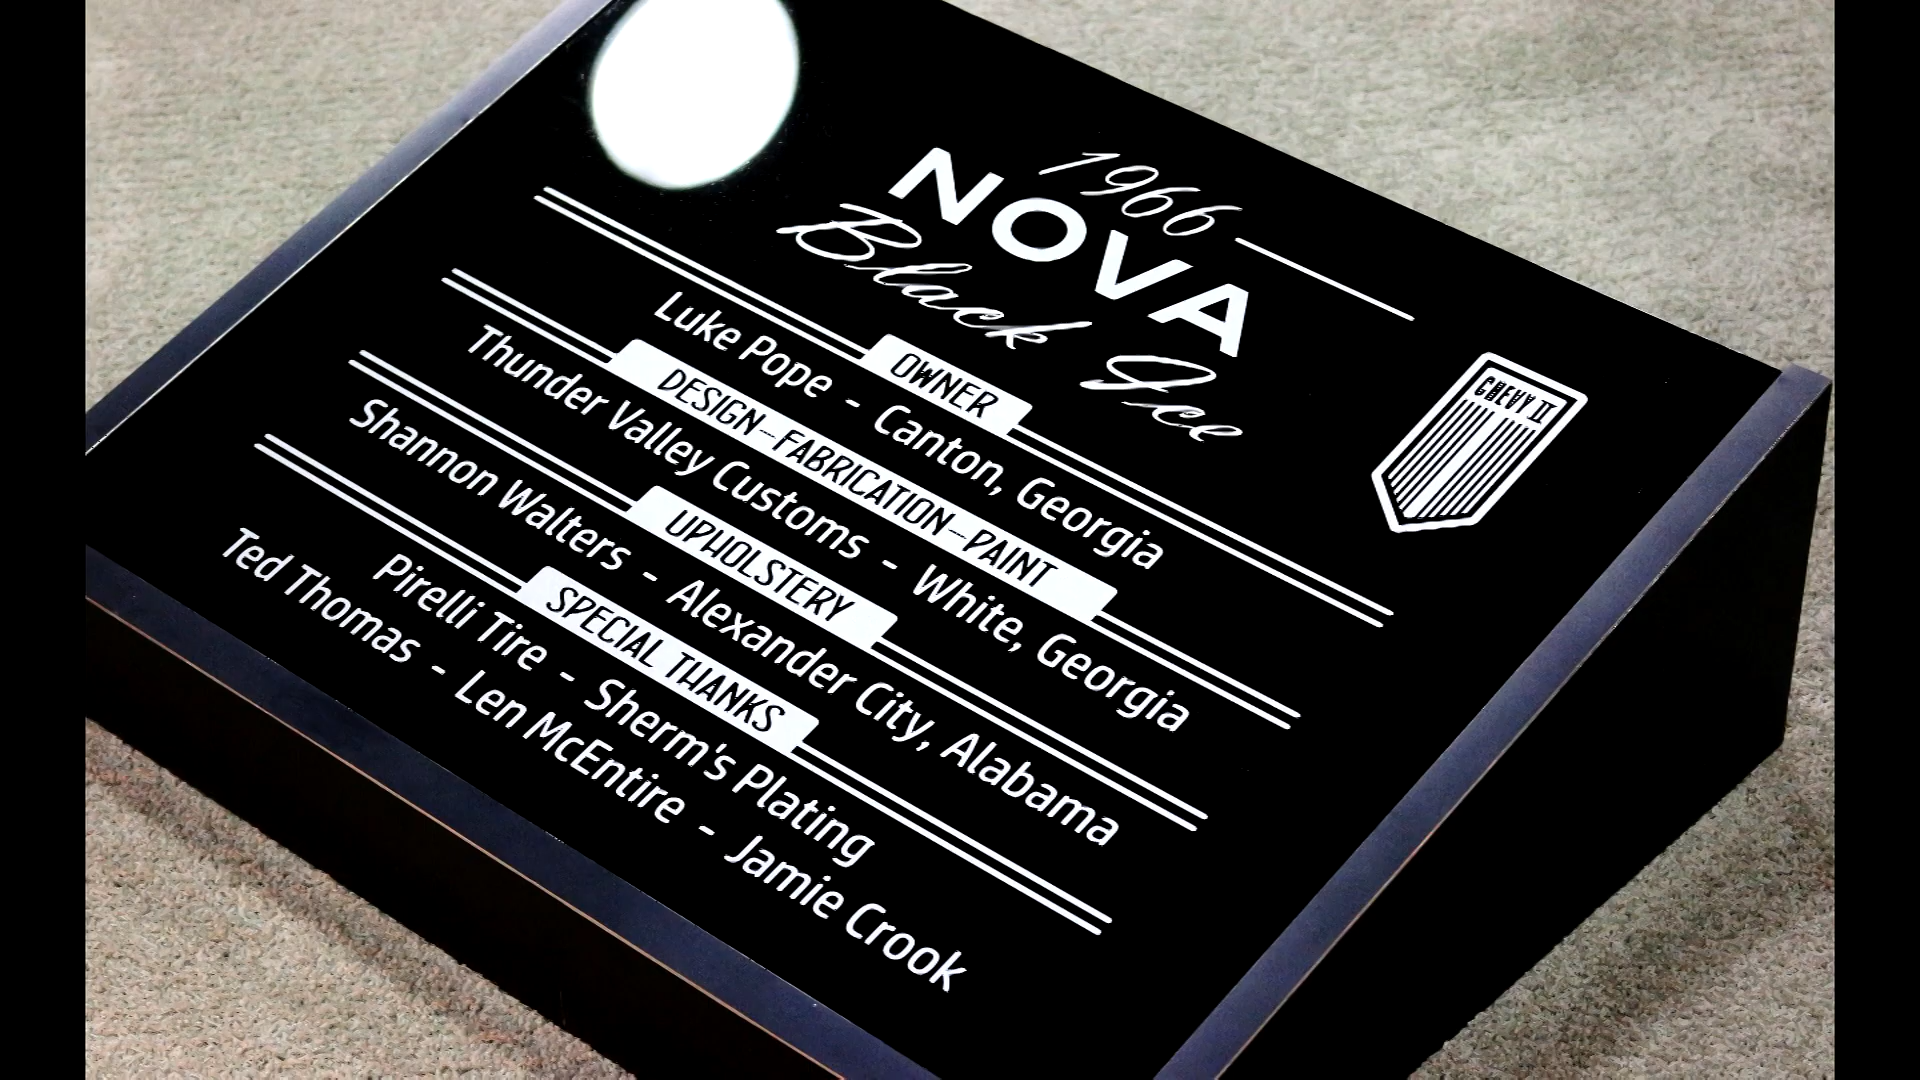 1966
NOVA
Black Ice
CHEVY II
OWNER
Luke Pope - Canton, Georgia
DESIGN-FABRICATION-PAINT
Thunder Valley Customs - White, Georgia
UPHOLSTERY
Shannon Walters - Alexander City, Alabama
SPECIAL THANKS
Pirelli Tire - Sherm's Plating
Ted Thomas - Len McEntire - Jamie Crook